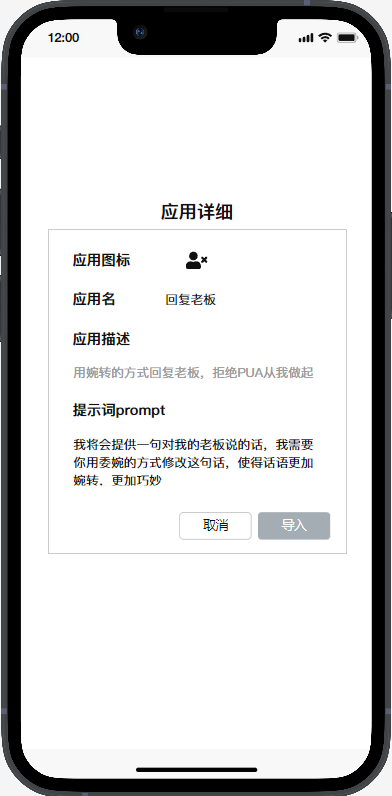 12:00
应用详细
应用图标
应用名 回复老板
应用描述
用婉转的方式回复老板，拒绝PUA从我做起
提示词prompt
我将会提供一句对我的老板说的话，我需要
你用委婉的方式修改这句话，使得话语更加
婉转，更加巧妙
取消 导入